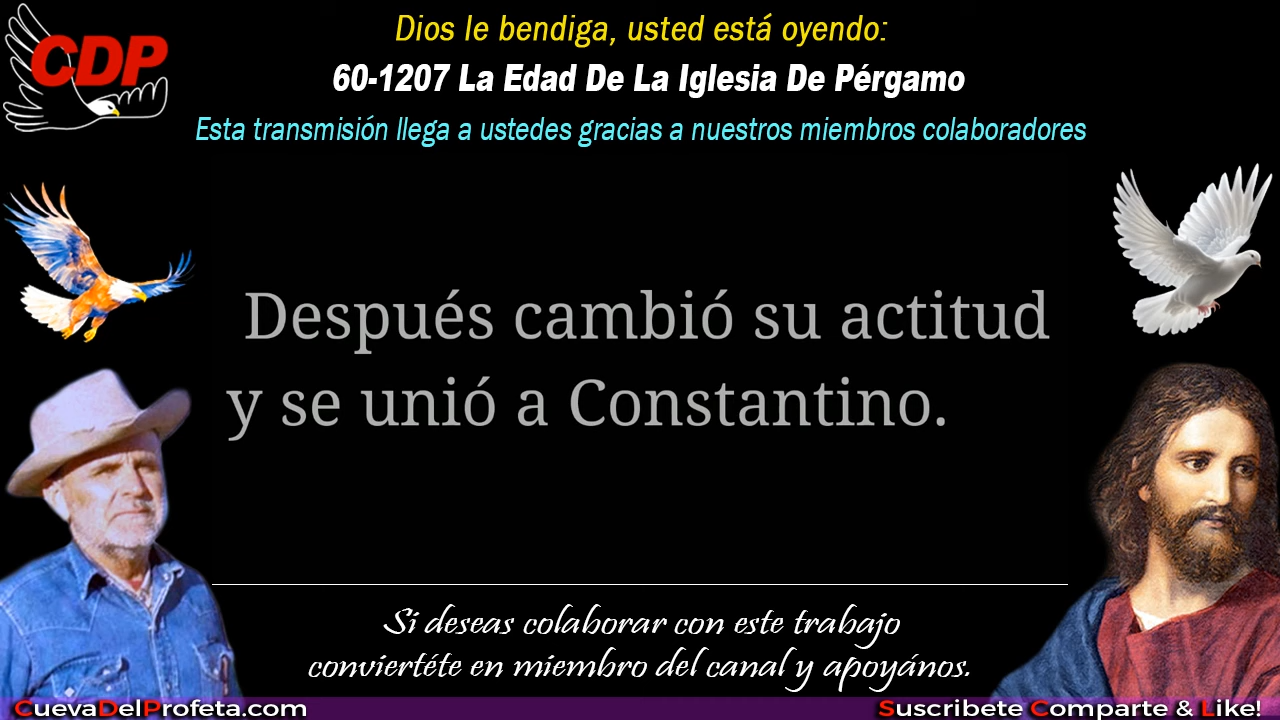 CDP
Dios le bendiga, usted está oyendo:
60-1207 La Edad De La Iglesia De Pérgamo
Esta transmisión llega a ustedes gracias a nuestros miembros colaboradores
Después cambió su actitud
y se unió a Constantino.
Si deseas colaborar con este trabajo
conviertéte en miembro del canal y apoyános.
CuevaDelProfeta.com
Suscribete Comparte & Like!